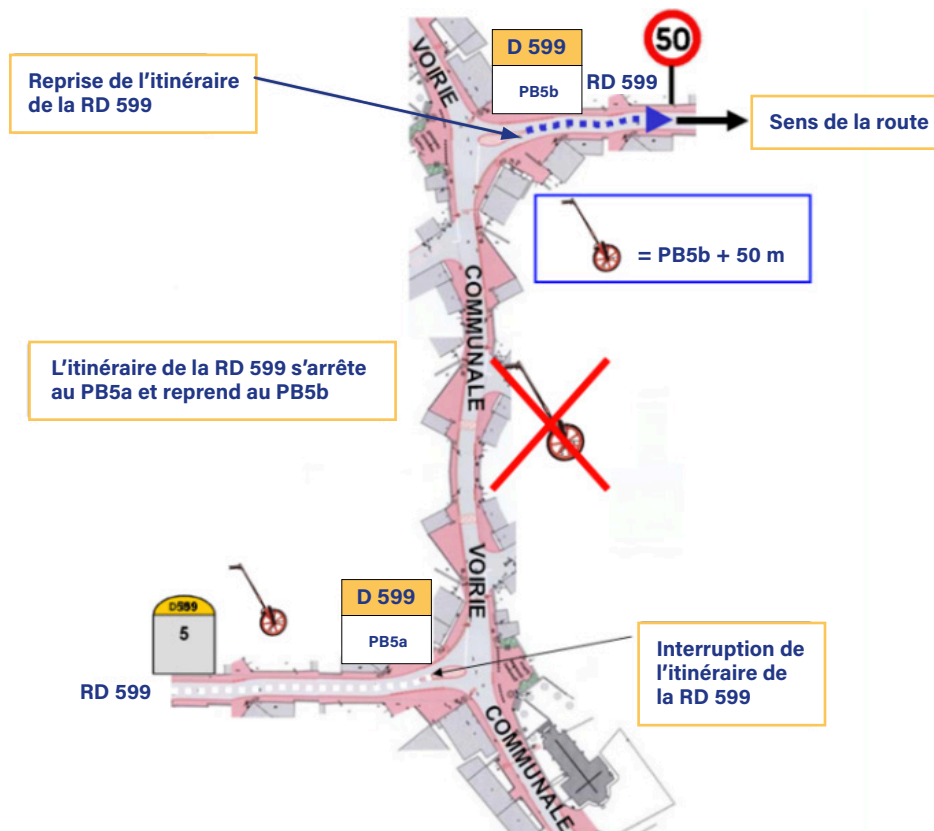 VOIRIE
D 599
PB5b
RD 599
50
Reprise de l'itinéraire
de la RD 599
Sens de la route
= PB5b + 50 m
COMMUNALE
L'itinéraire de la RD 599 s'arrête
au PB5a et reprend au PB5b
VOIRIE
D599
5
D 599
PB5a
RD 599
Interruption de
l'itinéraire de
la RD 599
COMMUNALE